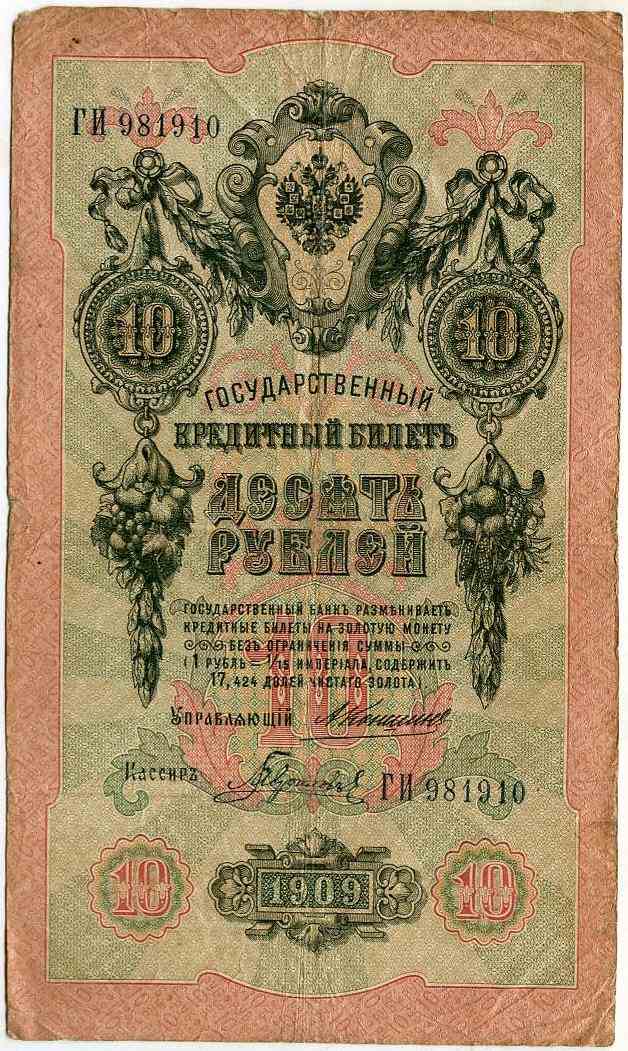 ГИ 981910
10 10
ГОСУДАРСТВЕННЫЙ
КРЕДИТНЫЙ БИЛЕТЪ
ДЕСЯТЬ
РУБЛЕЙ
ГОСУДАРСТВЕННЫЙ БАНКЪ РАЗМѢНИВАЕТЪ
КРЕДИТНЫЕ БИЛЕТЫ НА ЗОЛОТУЮ МОНЕТУ
БЕЗЪ ОГРАНИЧЕНІЯ СУММЫ
(1 РУБЛЬ = 1/15 ИМПЕРІАЛА, СОДЕРЖИТЪ
17,424 ДОЛЕЙ ЧИСТАГО ЗОЛОТА)
10
УПРАВЛЯЮЩІЙ
КАССИРЪ
ГИ 981910
10 1909 10